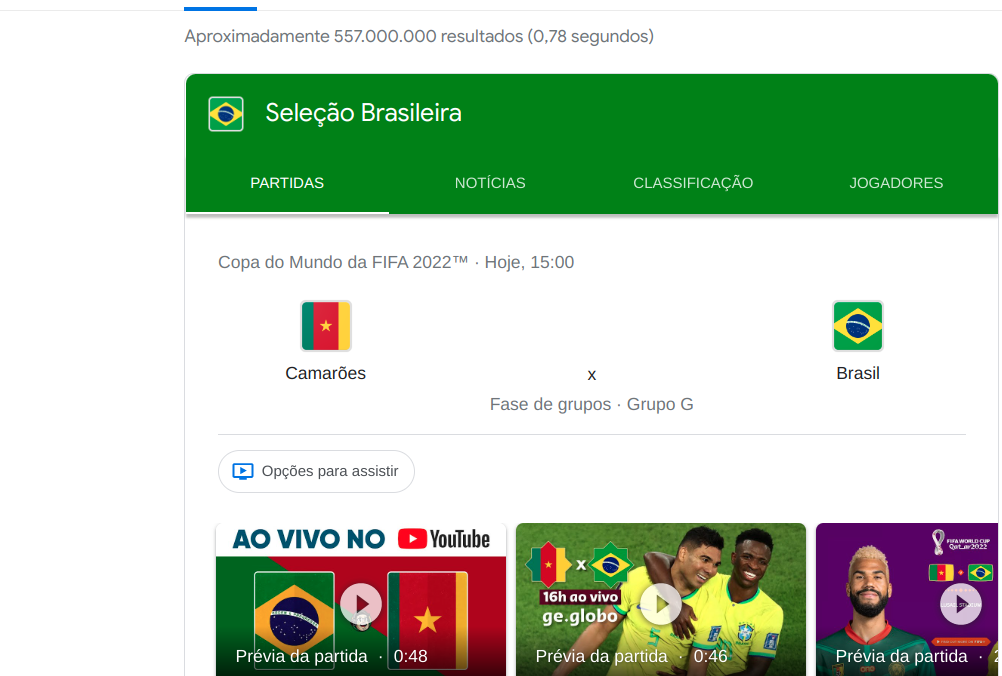 Aproximadamente 557.000.000 resultados (0,78 segundos)
Seleção Brasileira
PARTIDAS NOTÍCIAS CLASSIFICAÇÃO JOGADORES
Copa do Mundo da FIFA 2022™ · Hoje, 15:00
Camarões x Brasil
Fase de grupos · Grupo G
Opções para assistir
AO VIVO NO YouTube
Prévia da partida · 0:48
x
16h ao vivo
ge.globo
Prévia da partida · 0:46
FIFA WORLD CUP
Qatar2022
Prévia da partida · 2